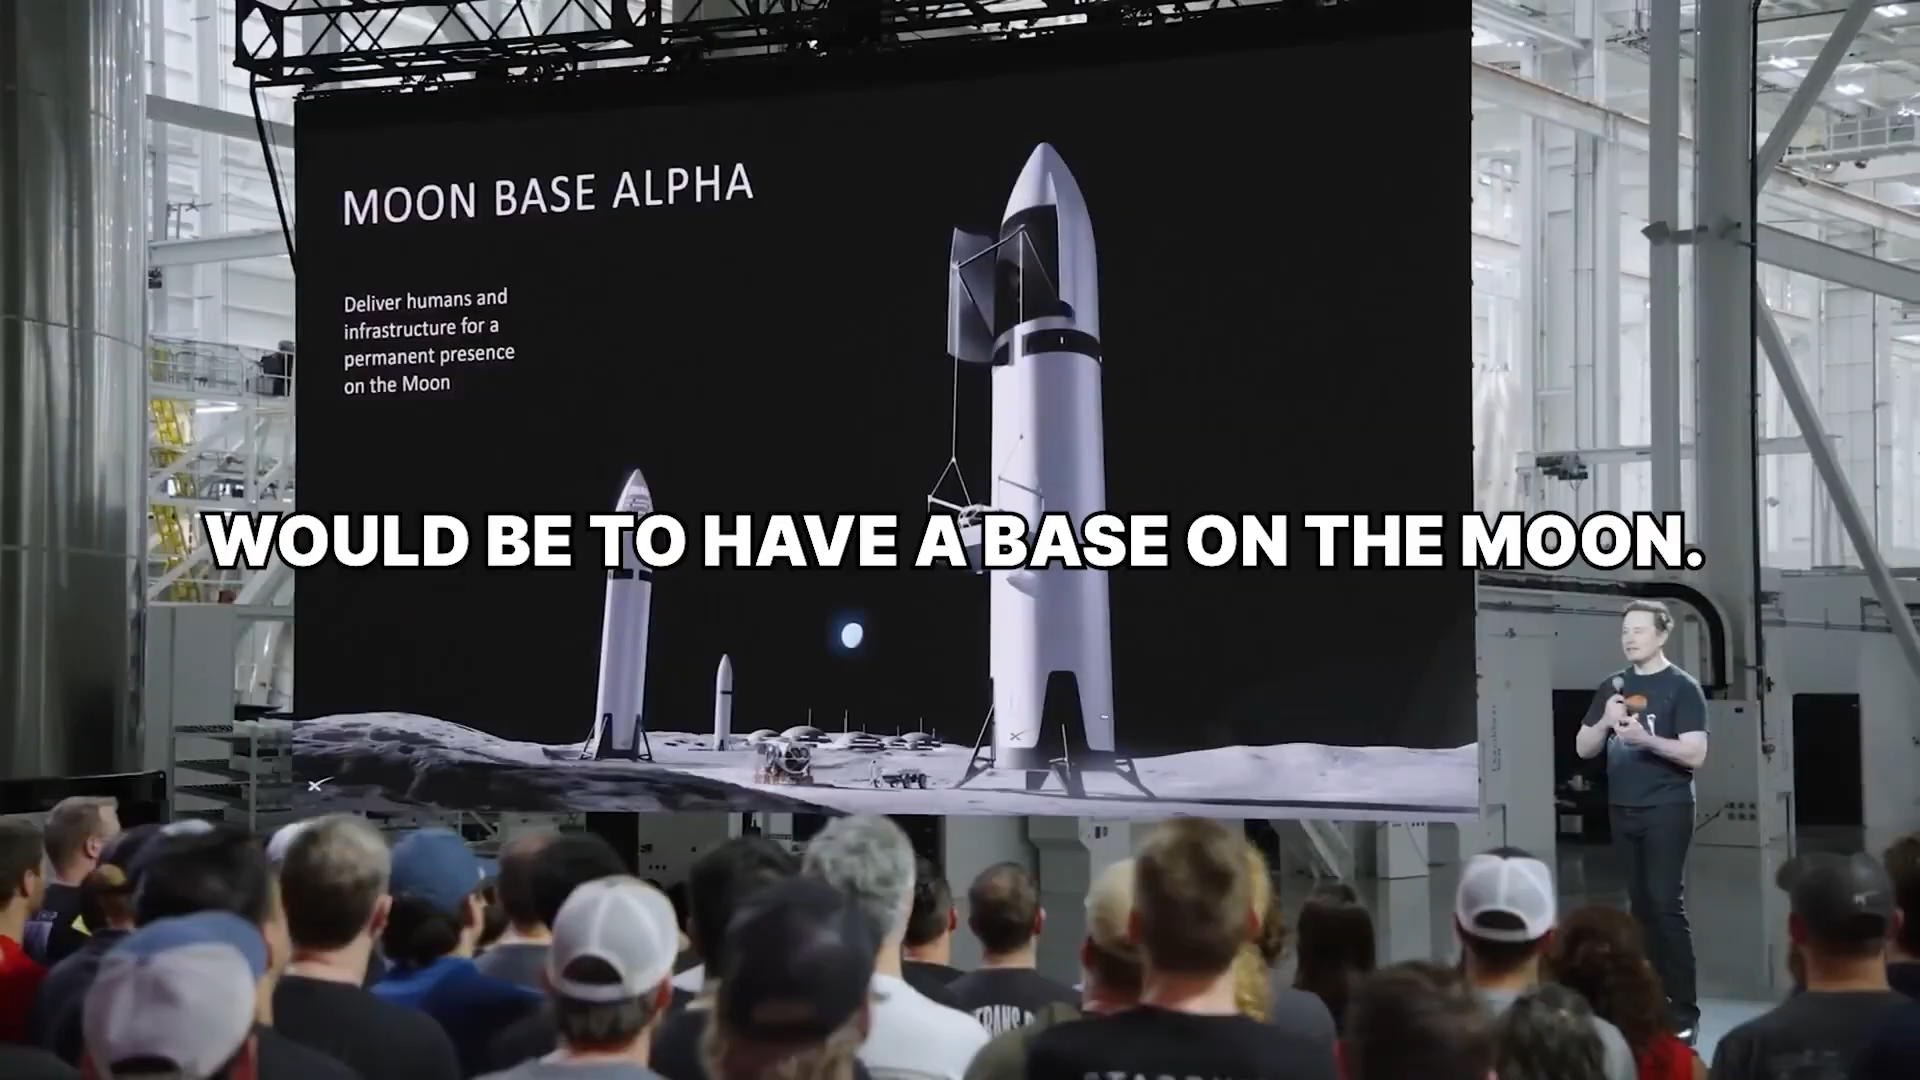 MOON BASE ALPHA
Deliver humans and
infrastructure for a
permanent presence
on the Moon
WOULD BE TO HAVE A BASE ON THE MOON.